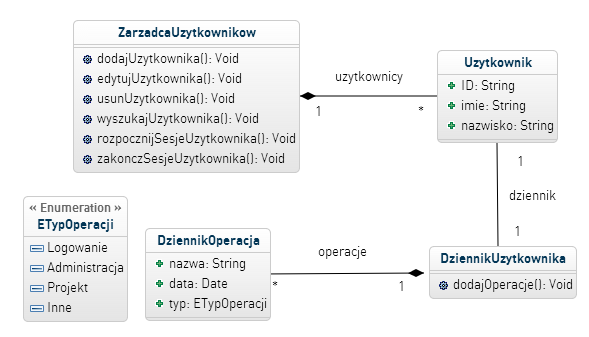 ZarzadcaUzytkownikow
dodajUzytkownika(): Void
edytujUzytkownika(): Void
usunUzytkownika(): Void
wyszukajUzytkownika(): Void
rozpocznijSesjeUzytkownika(): Void
zakonczSesjeUzytkownika(): Void
uzytkownicy
1
*
Uzytkownik
ID: String
imie: String
nazwisko: String
1
dziennik
1
« Enumeration »
ETypOperacji
Logowanie
Administracja
Projekt
Inne
DziennikOperacja
nazwa: String
data: Date
typ: ETypOperacji
operacje
*
1
DziennikUzytkownika
dodajOperacje(): Void